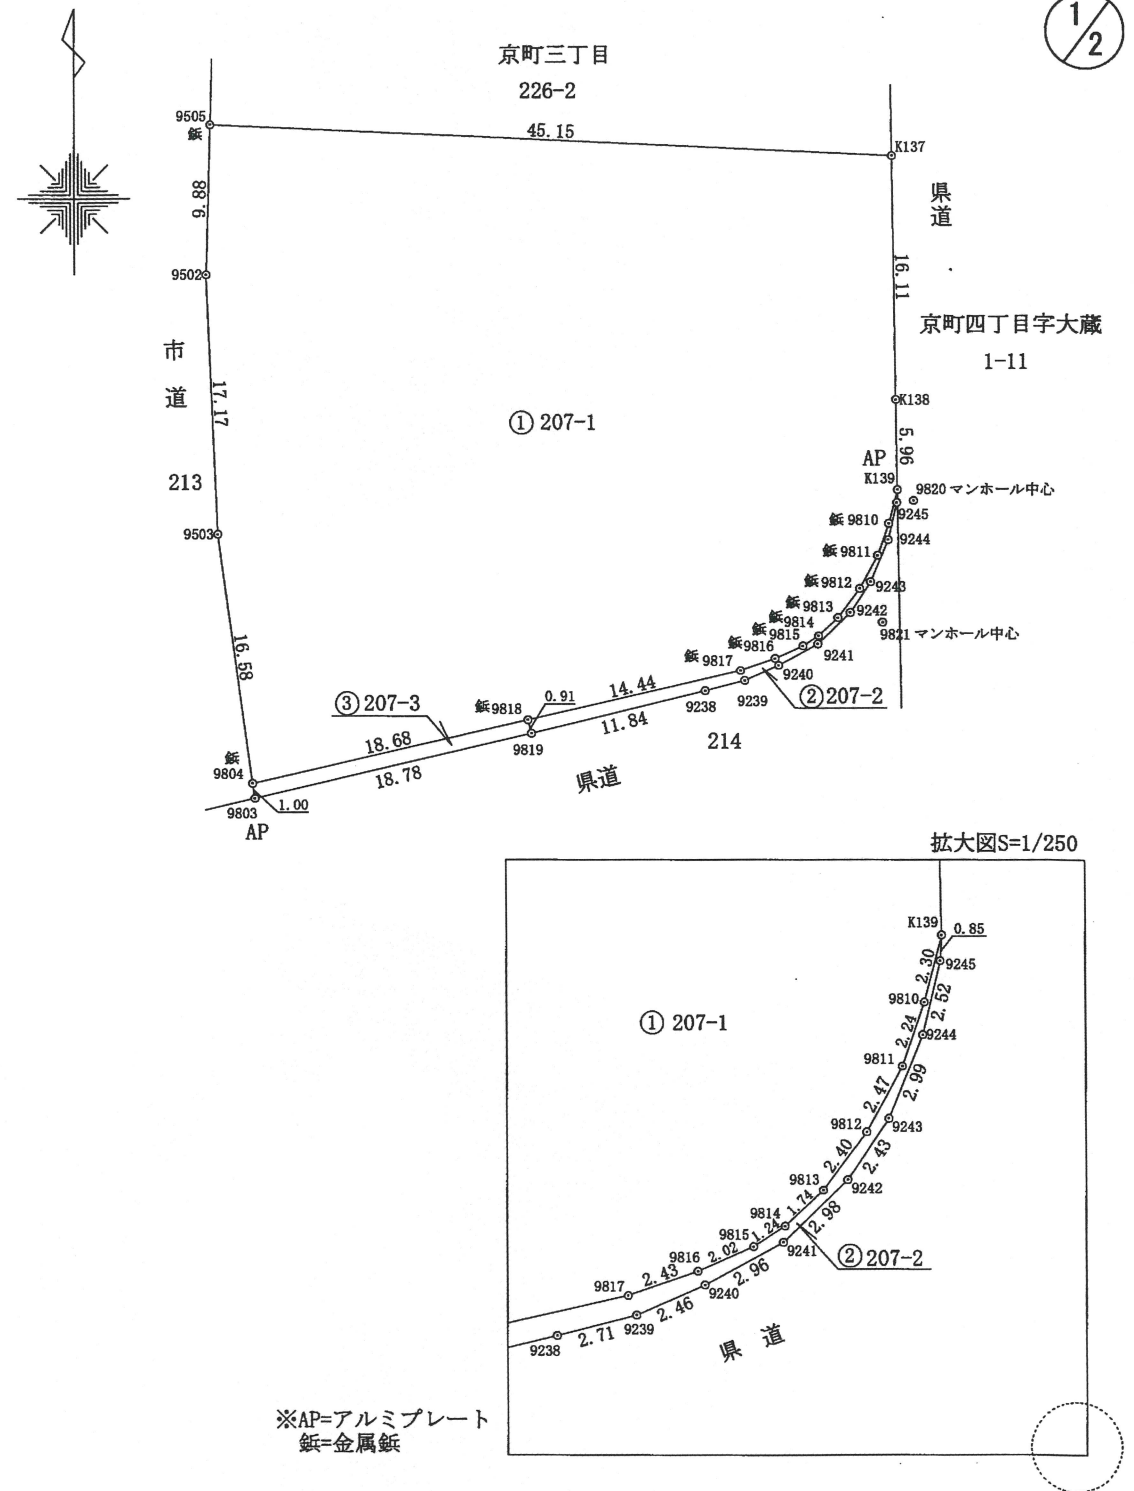 1/2
京町三丁目
226-2
9505
鋲
45.15
K137
県道
9.88
9502
16.11
京町四丁目字大蔵
1-11
市道
17.17
① 207-1
K138
5.96
213
AP
K139
9820 マンホール中心
9245
9503
鋲 9810
9244
鋲 9811
鋲 9812
9243
鋲 9813
9242
鋲 9814
9821 マンホール中心
鋲 9815
9241
鋲 9816
9240
鋲 9817
16.58
14.44
9239
9238
② 207-2
③ 207-3
鋲 9818
0.91
11.84
214
9819
18.68
鋲
9804
18.78
県道
1.00
9803
AP
拡大図S=1/250
K139
0.85
9245
2.30
9810
2.52
① 207-1
2.24
9244
9811
2.99
2.47
9812
9243
2.40
2.43
9813
9242
1.74
9814
2.98
1.24
9815
9241
2.02
② 207-2
9816
2.96
2.43
9817
9240
2.46
9239
2.71
9238
県道
※AP=アルミプレート
鋲=金属鋲